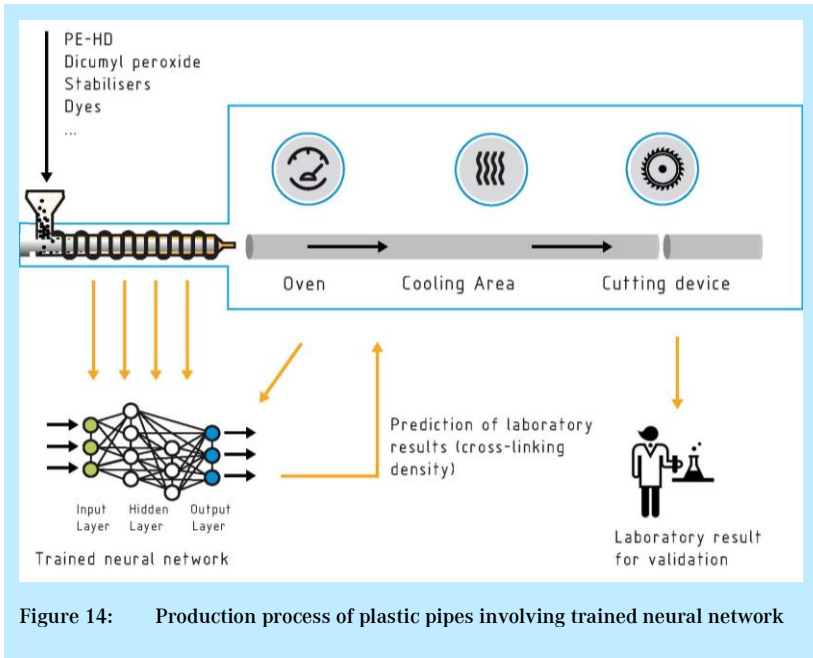 PE-HD
Dicumyl peroxide
Stabilisers
Dyes
...
Oven
Cooling Area
Cutting device
Prediction of laboratory
results (cross-linking
density)
Input
Layer
Hidden
Layer
Output
Layer
Trained neural network
Laboratory result
for validation
Figure 14: Production process of plastic pipes involving trained neural network